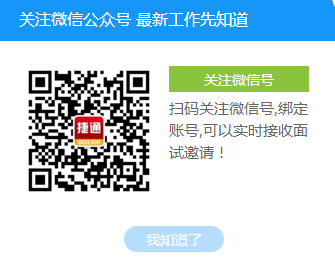 关注微信公众号 最新工作先知道
关注微信号
扫码关注微信号,绑定
账号,可以实时接收面
试邀请！
捷通
我知道了